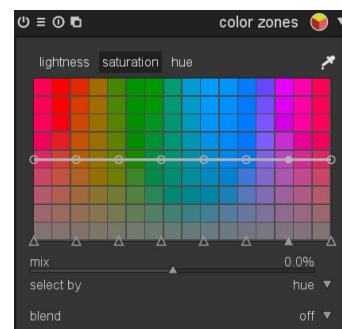 color zones
lightness saturation hue
mix 0.0%
select by hue
blend off